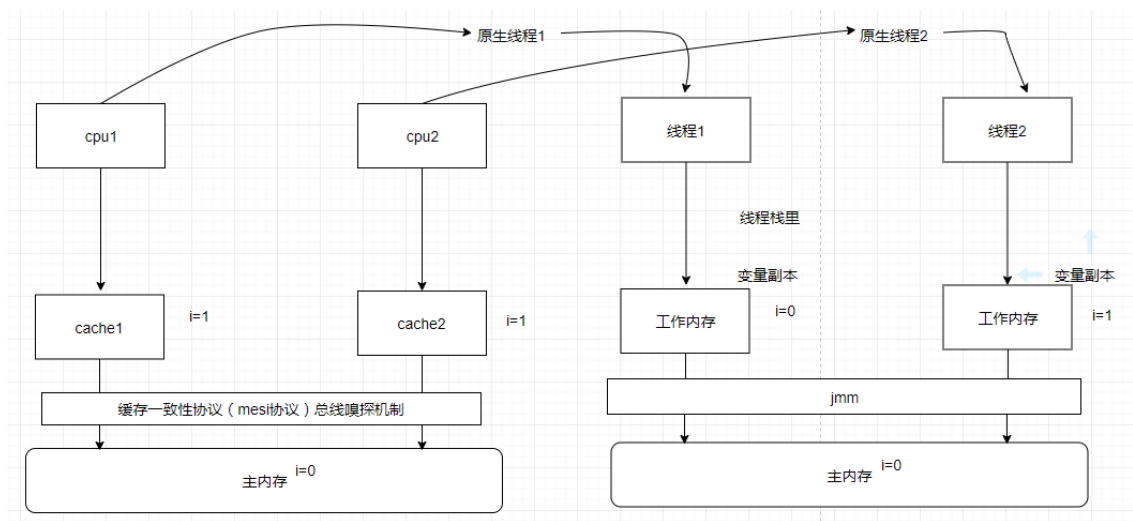 原生线程1
原生线程2
cpu1
cpu2
线程1
线程2
线程栈里
变量副本
变量副本
cache1
i=1
cache2
i=1
工作内存
i=0
工作内存
i=1
缓存一致性协议（mesi协议）总线嗅探机制
jmm
主内存
i=0
主内存
i=0